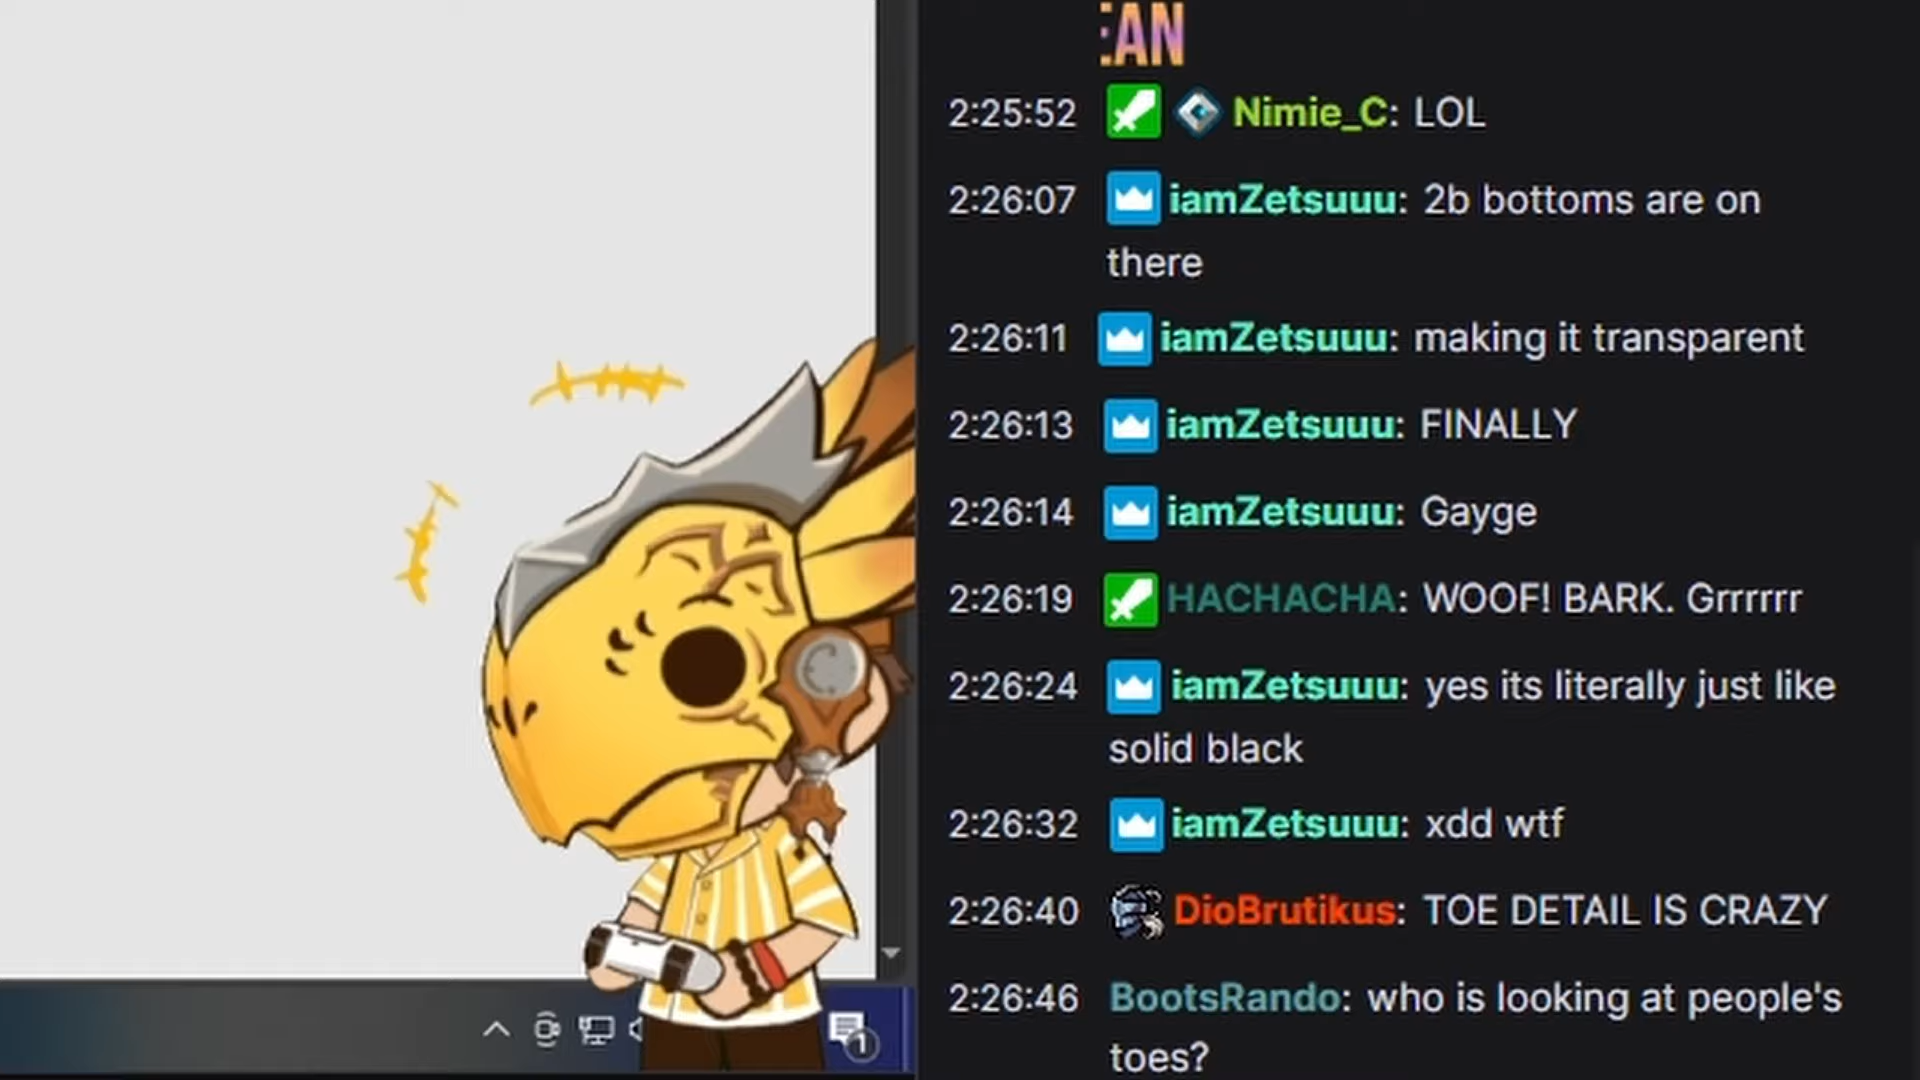 EAN
2:25:52 Nimie_C: LOL
2:26:07 iamZetsuuu: 2b bottoms are on
there
2:26:11 iamZetsuuu: making it transparent
2:26:13 iamZetsuuu: FINALLY
2:26:14 iamZetsuuu: Gayge
2:26:19 HACHACHA: WOOF! BARK. Grrrrrr
2:26:24 iamZetsuuu: yes its literally just like
solid black
2:26:32 iamZetsuuu: xdd wtf
2:26:40 DioBrutikus: TOE DETAIL IS CRAZY
2:26:46 BootsRando: who is looking at people's
toes?
1